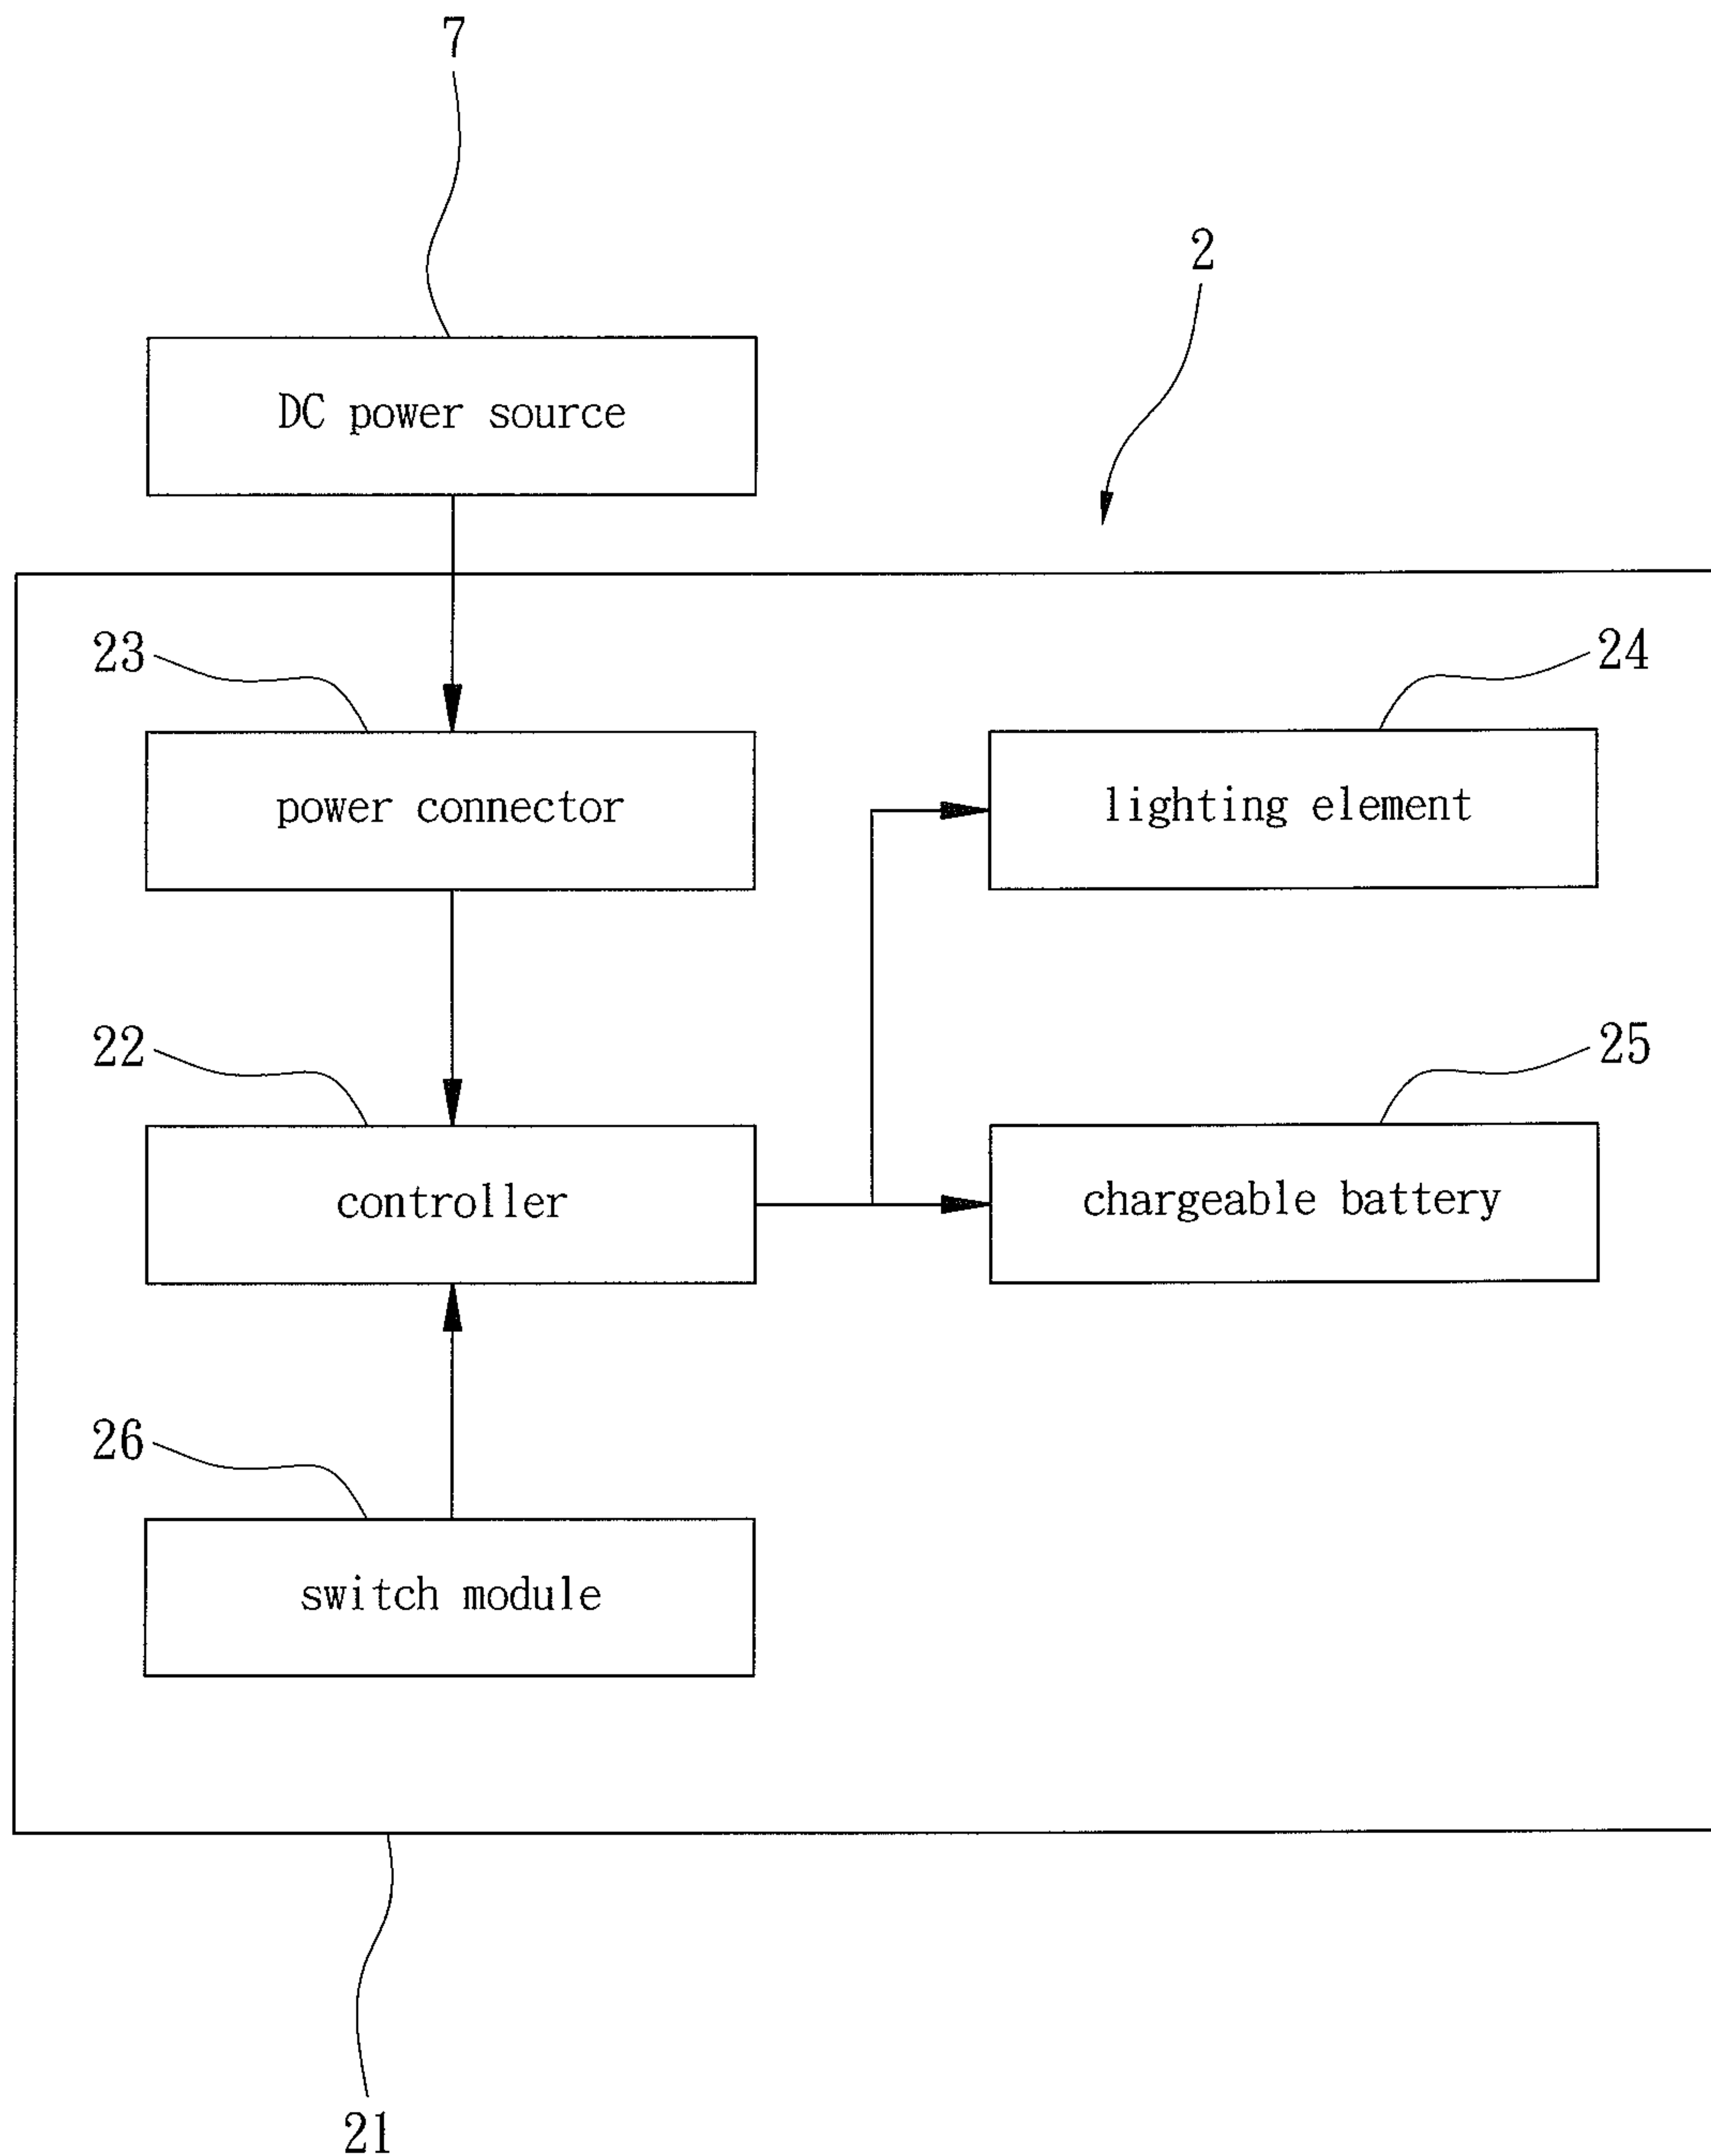 7
2
DC power source
23
24
power connector
lighting element
22
25
controller
chargeable battery
26
switch module
21